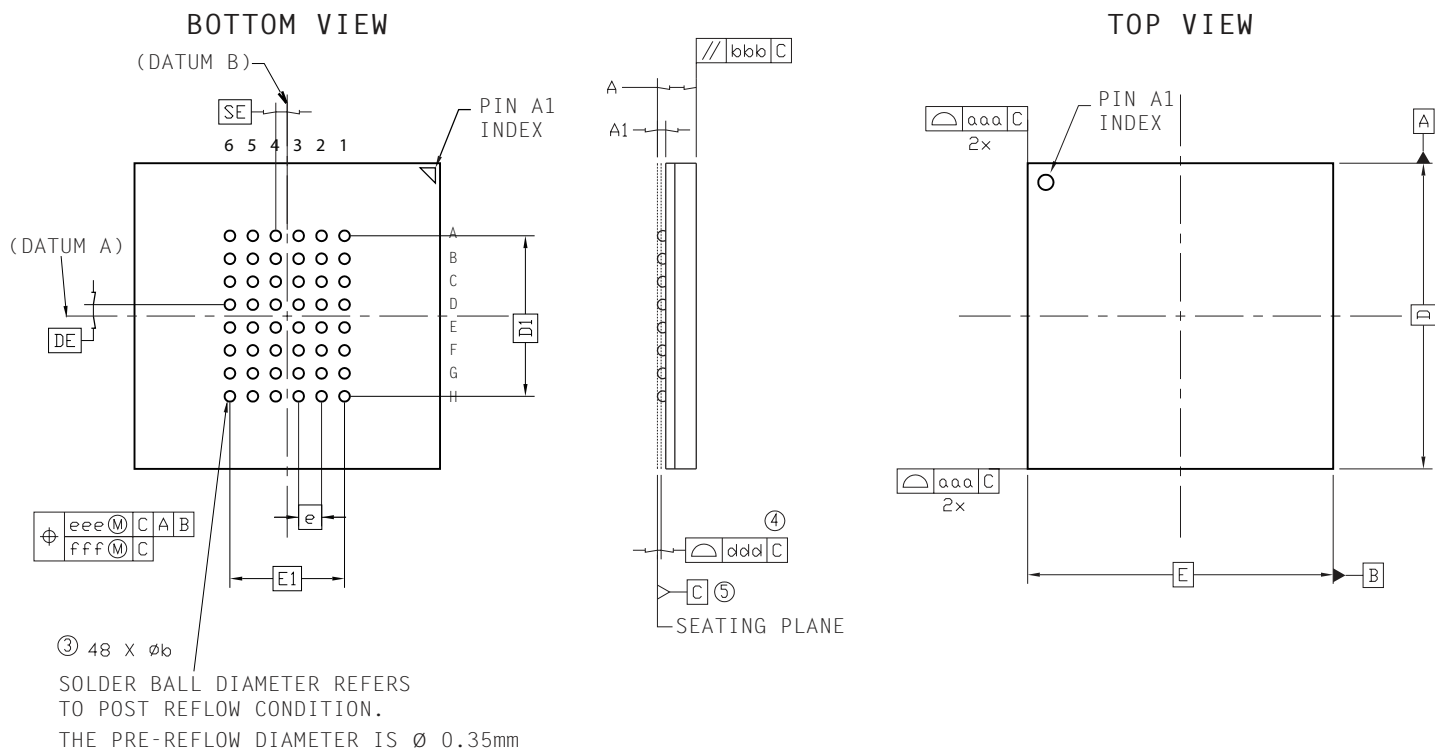 BOTTOM VIEW
TOP VIEW
(DATUM B)
// bbb C
SE
PIN A1
INDEX
A
A1
aaa C
2x
PIN A1
INDEX
A
6 5 4 3 2 1
(DATUM A)
A
B
C
D
E
F
G
H
DE
D1
D
aaa C
2x
eee Ⓜ C A B
fff Ⓜ C
e
④
ddd C
E1
C ⑤
E
B
SEATING PLANE
③ 48 X Øb
SOLDER BALL DIAMETER REFERS
TO POST REFLOW CONDITION.
THE PRE-REFLOW DIAMETER IS Ø 0.35mm